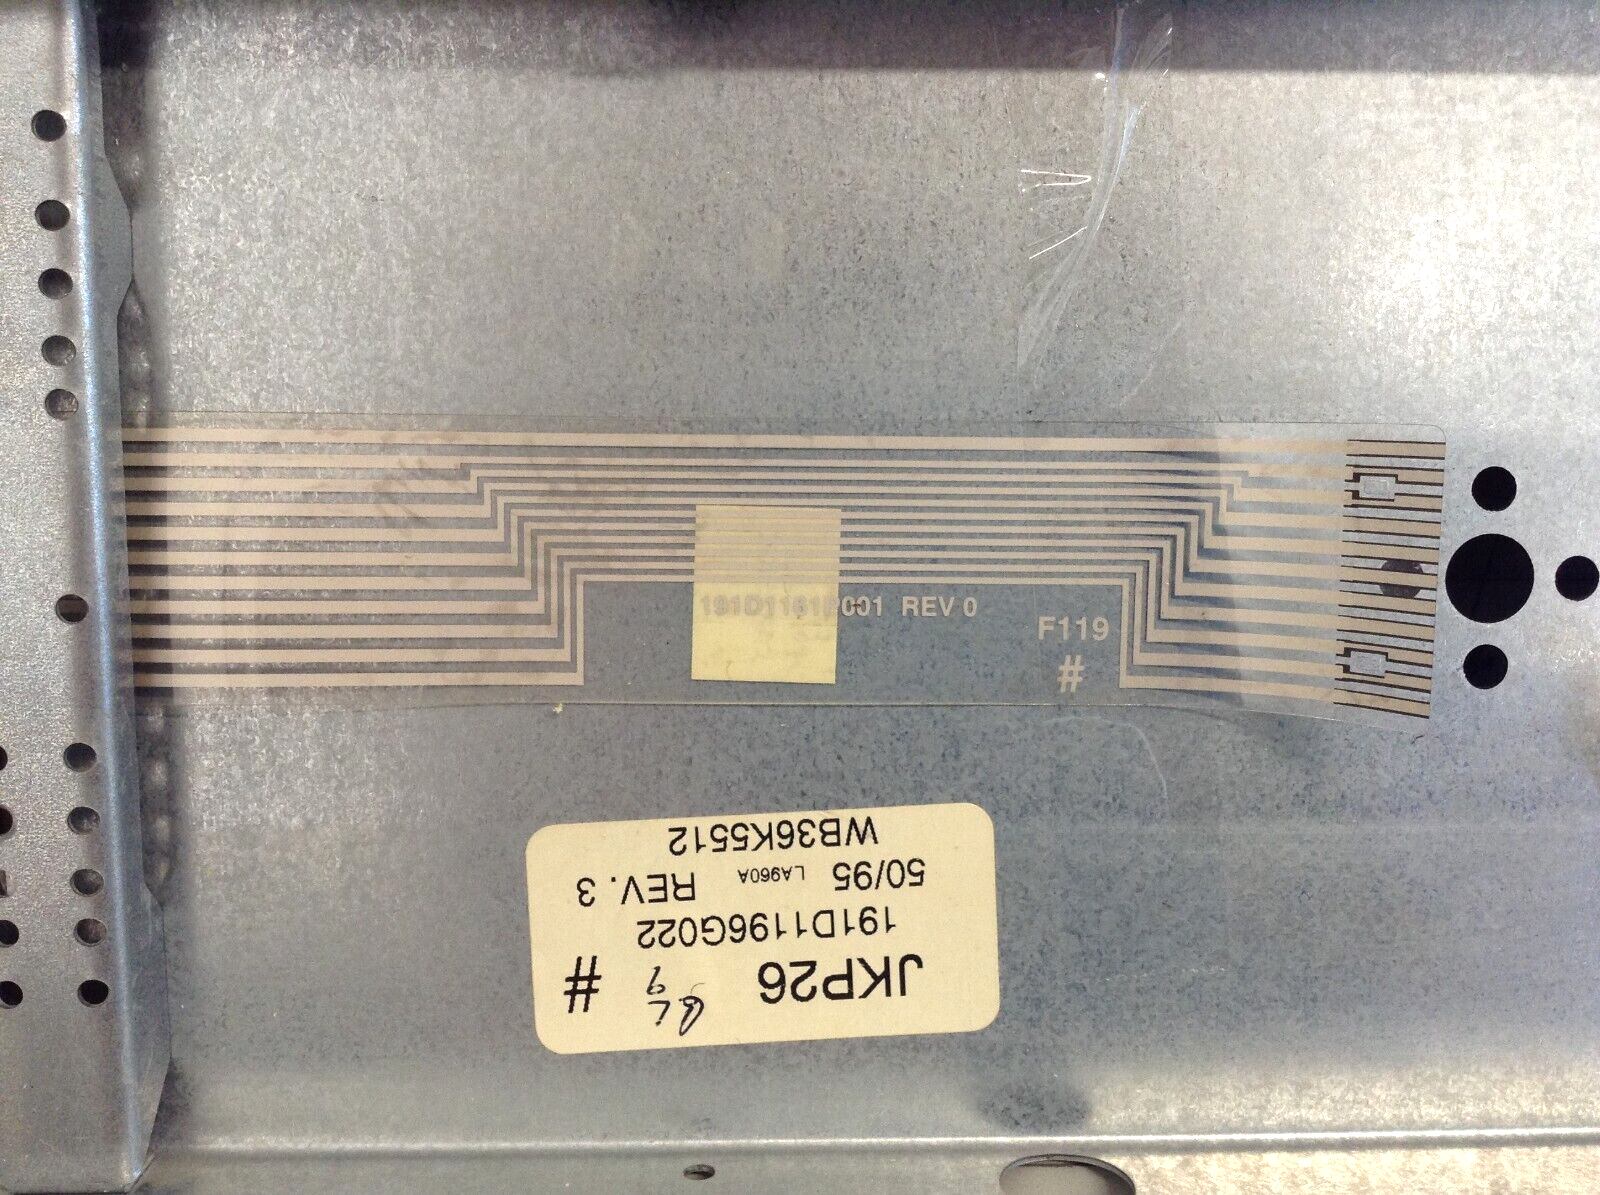 191D1161P001 REV 0
F119
#
JKP26 #
191D1196G022
50/95 LA960A REV. 3
WB36K5512